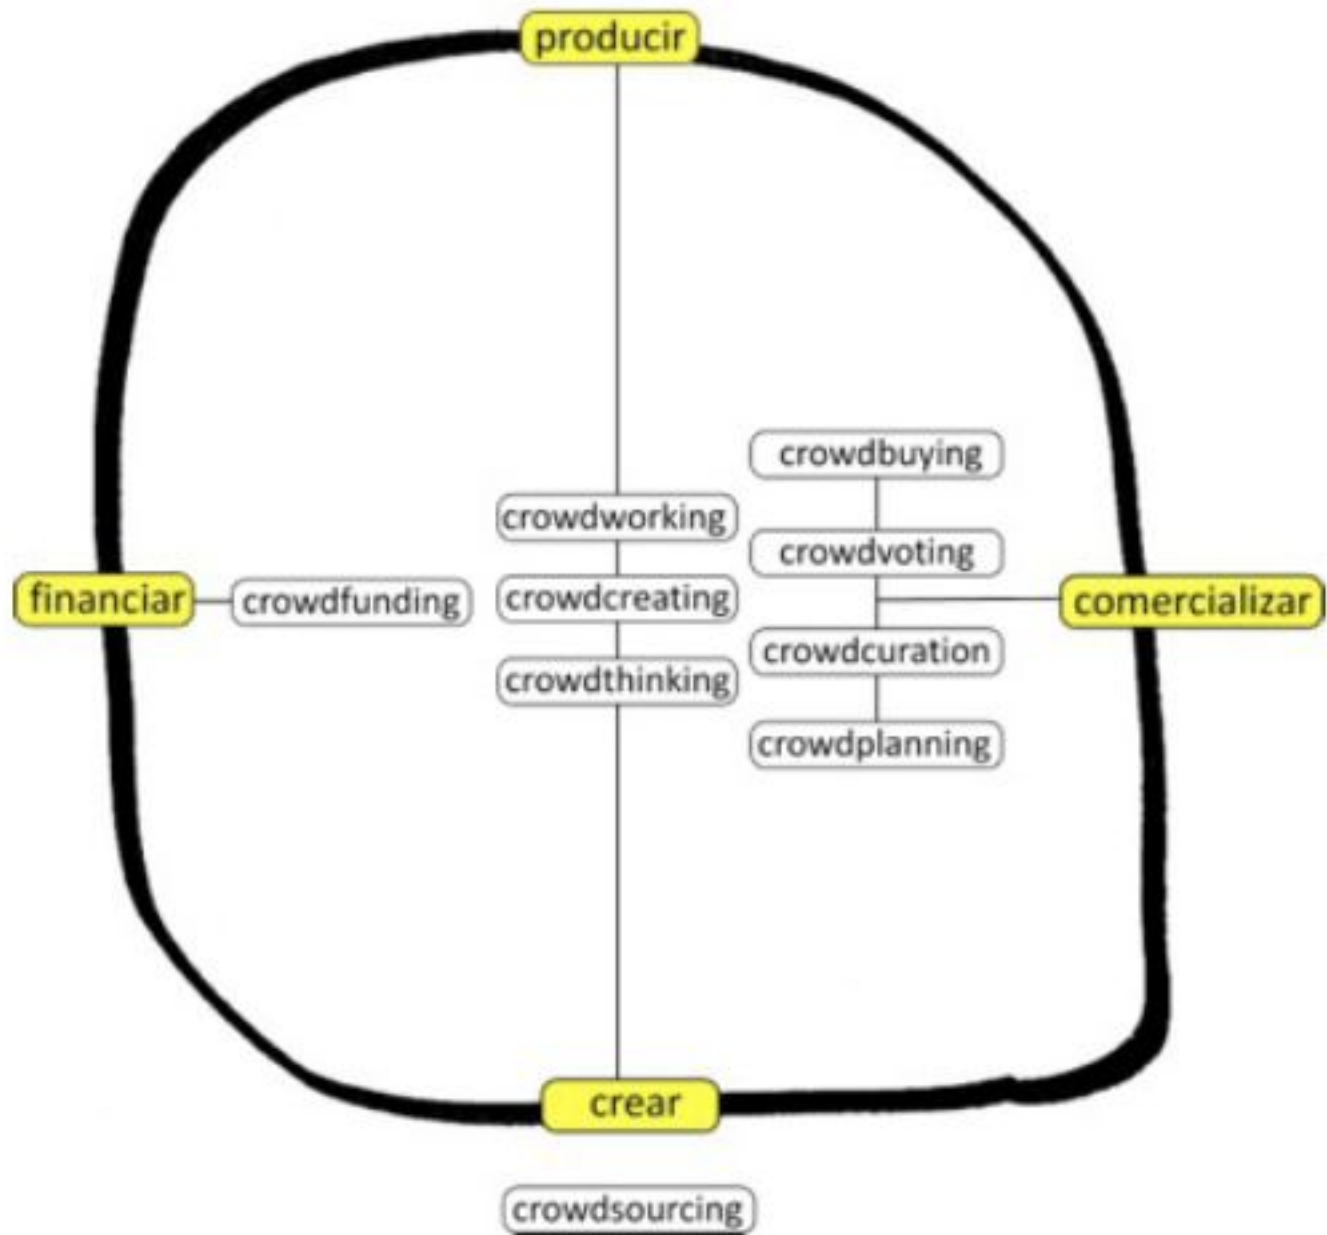 producir
crowdbuying
crowdworking
crowdvoting
financiar
crowdfunding
crowdcreating
comercializar
crowdcuration
crowdthinking
crowdplanning
crear
crowdsourcing